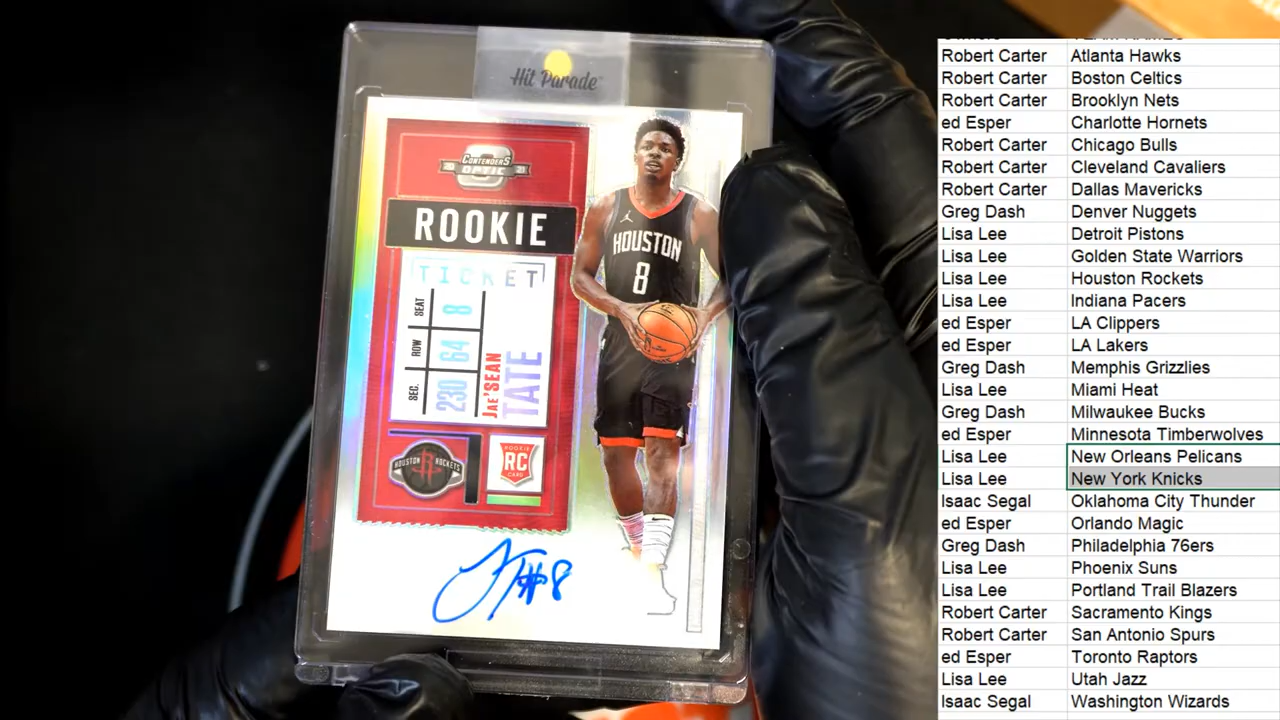 Hit Parade
20 CONTENDERS 21
OPTIC
ROOKIE
TICKET
SEAT 8
ROW 64
SEC. 230
JAE'SEAN
TATE
HOUSTON
8
HOUSTON ROCKETS
R
ROOKIE
RC
CARD
#8
Robert Carter Atlanta Hawks
Robert Carter Boston Celtics
Robert Carter Brooklyn Nets
ed Esper Charlotte Hornets
Robert Carter Chicago Bulls
Robert Carter Cleveland Cavaliers
Robert Carter Dallas Mavericks
Greg Dash Denver Nuggets
Lisa Lee Detroit Pistons
Lisa Lee Golden State Warriors
Lisa Lee Houston Rockets
Lisa Lee Indiana Pacers
ed Esper LA Clippers
ed Esper LA Lakers
Greg Dash Memphis Grizzlies
Lisa Lee Miami Heat
Greg Dash Milwaukee Bucks
ed Esper Minnesota Timberwolves
Lisa Lee New Orleans Pelicans
Lisa Lee New York Knicks
Isaac Segal Oklahoma City Thunder
ed Esper Orlando Magic
Greg Dash Philadelphia 76ers
Lisa Lee Phoenix Suns
Lisa Lee Portland Trail Blazers
Robert Carter Sacramento Kings
Robert Carter San Antonio Spurs
ed Esper Toronto Raptors
Lisa Lee Utah Jazz
Isaac Segal Washington Wizards